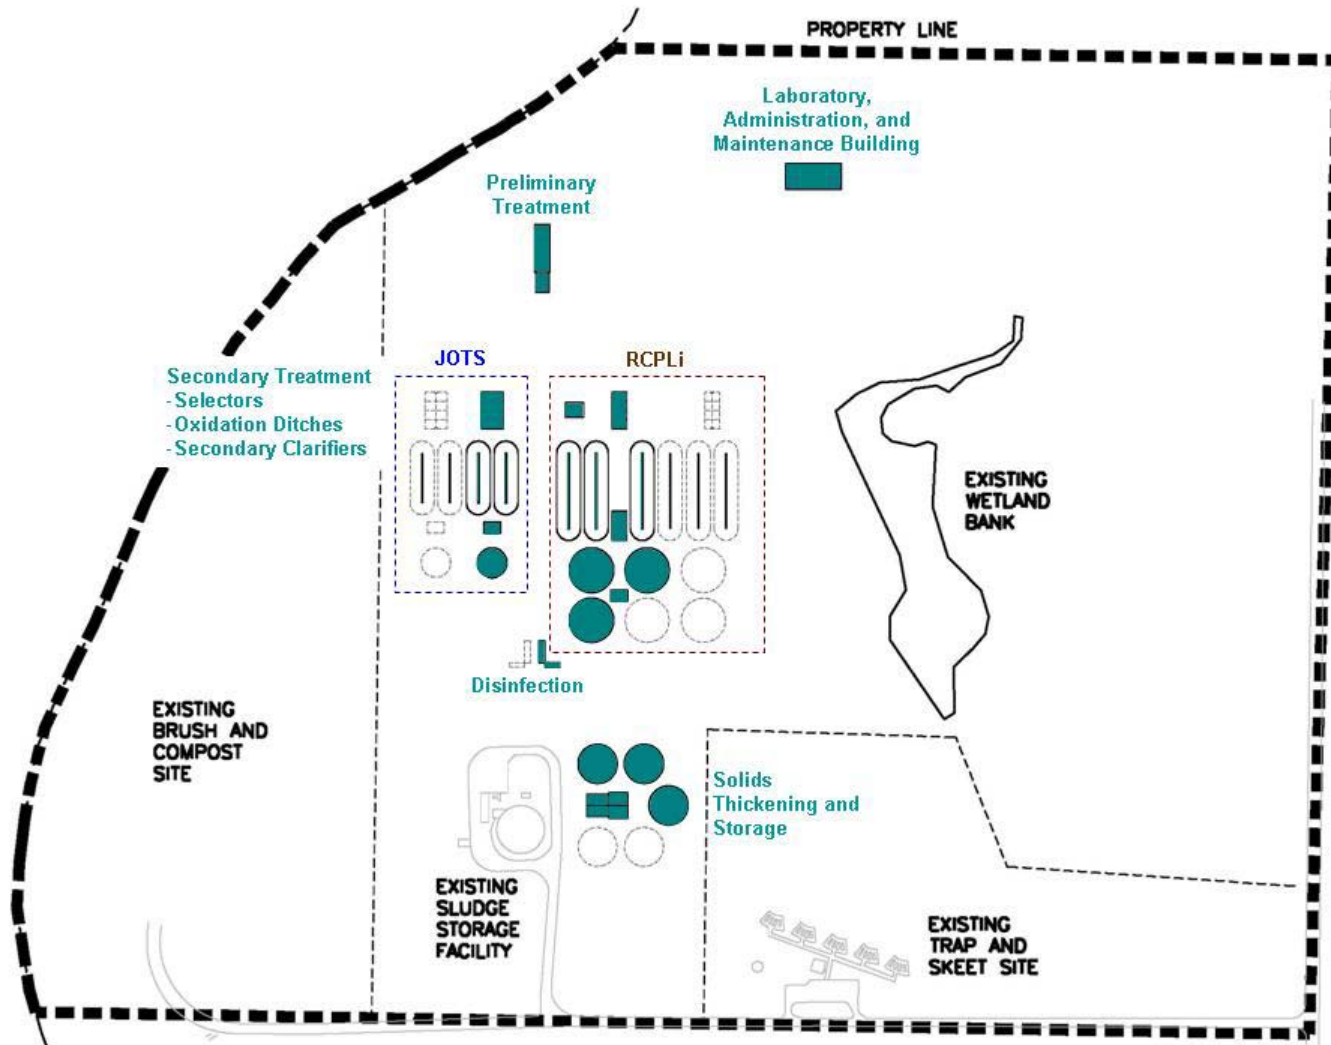 PROPERTY LINE
Laboratory,
Administration, and
Maintenance Building
Preliminary
Treatment
JOTS
RCPLi
Secondary Treatment
- Selectors
- Oxidation Ditches
- Secondary Clarifiers
EXISTING
WETLAND
BANK
Disinfection
EXISTING
BRUSH AND
COMPOST
SITE
Solids
Thickening and
Storage
EXISTING
SLUDGE
STORAGE
FACILITY
EXISTING
TRAP AND
SKEET SITE